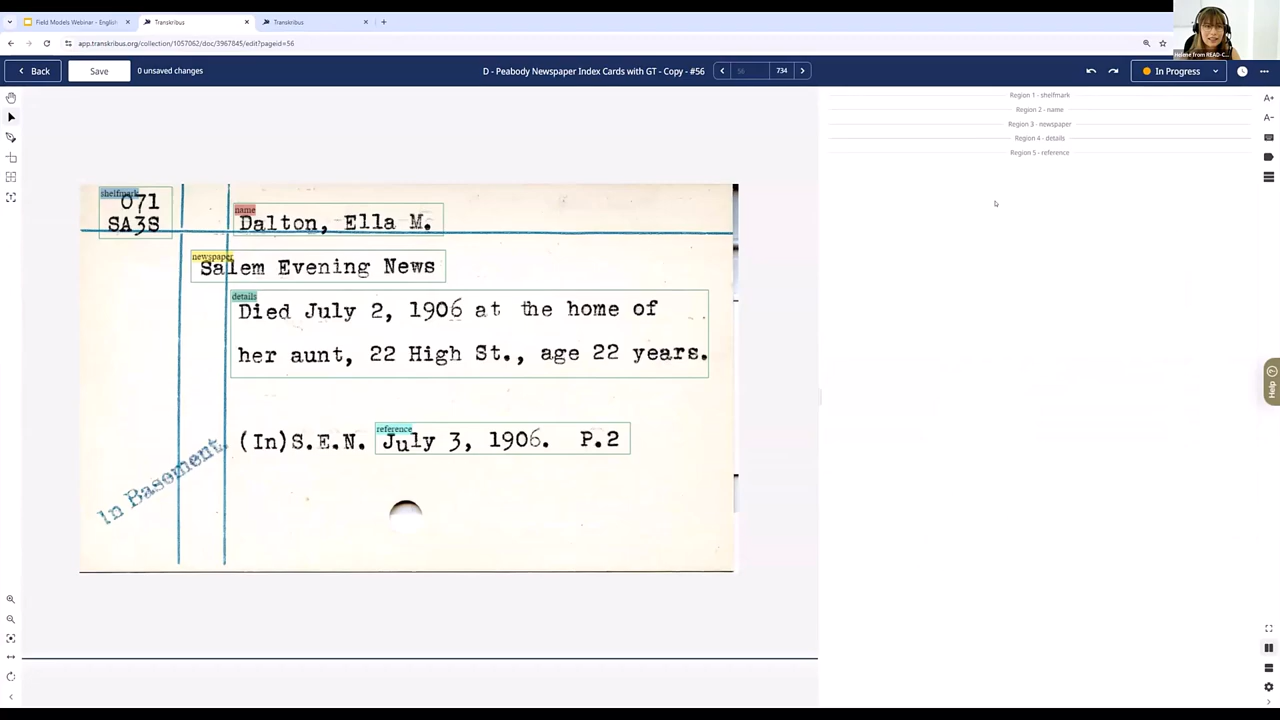 Field Models Webinar - English
Transkribus
Transkribus
app.transkribus.org/collection/1057062/doc/3967845/edit?pageid=56
Back
Save
0 unsaved changes
D - Peabody Newspaper Index Cards with GT - Copy - #56
56
734
In Progress
Region 1 - shelfmark
Region 2 - name
Region 3 - newspaper
Region 4 - details
Region 5 - reference
A+
A-
shelfmark
071
SA3S
name
Dalton, Ella M.
newspaper
Salem Evening News
details
Died July 2, 1906 at the home of
her aunt, 22 High St., age 22 years.
reference
(In)S.E.N. July 3, 1906. P.2
In Basement.
Help